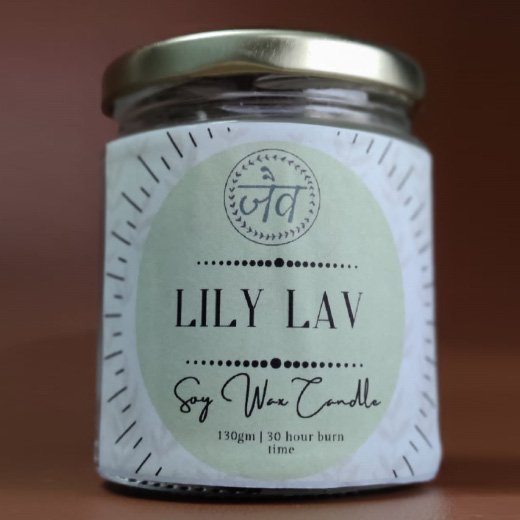 जैव
LILY LAV
Soy Wax Candle
130gm | 30 hour burn
time